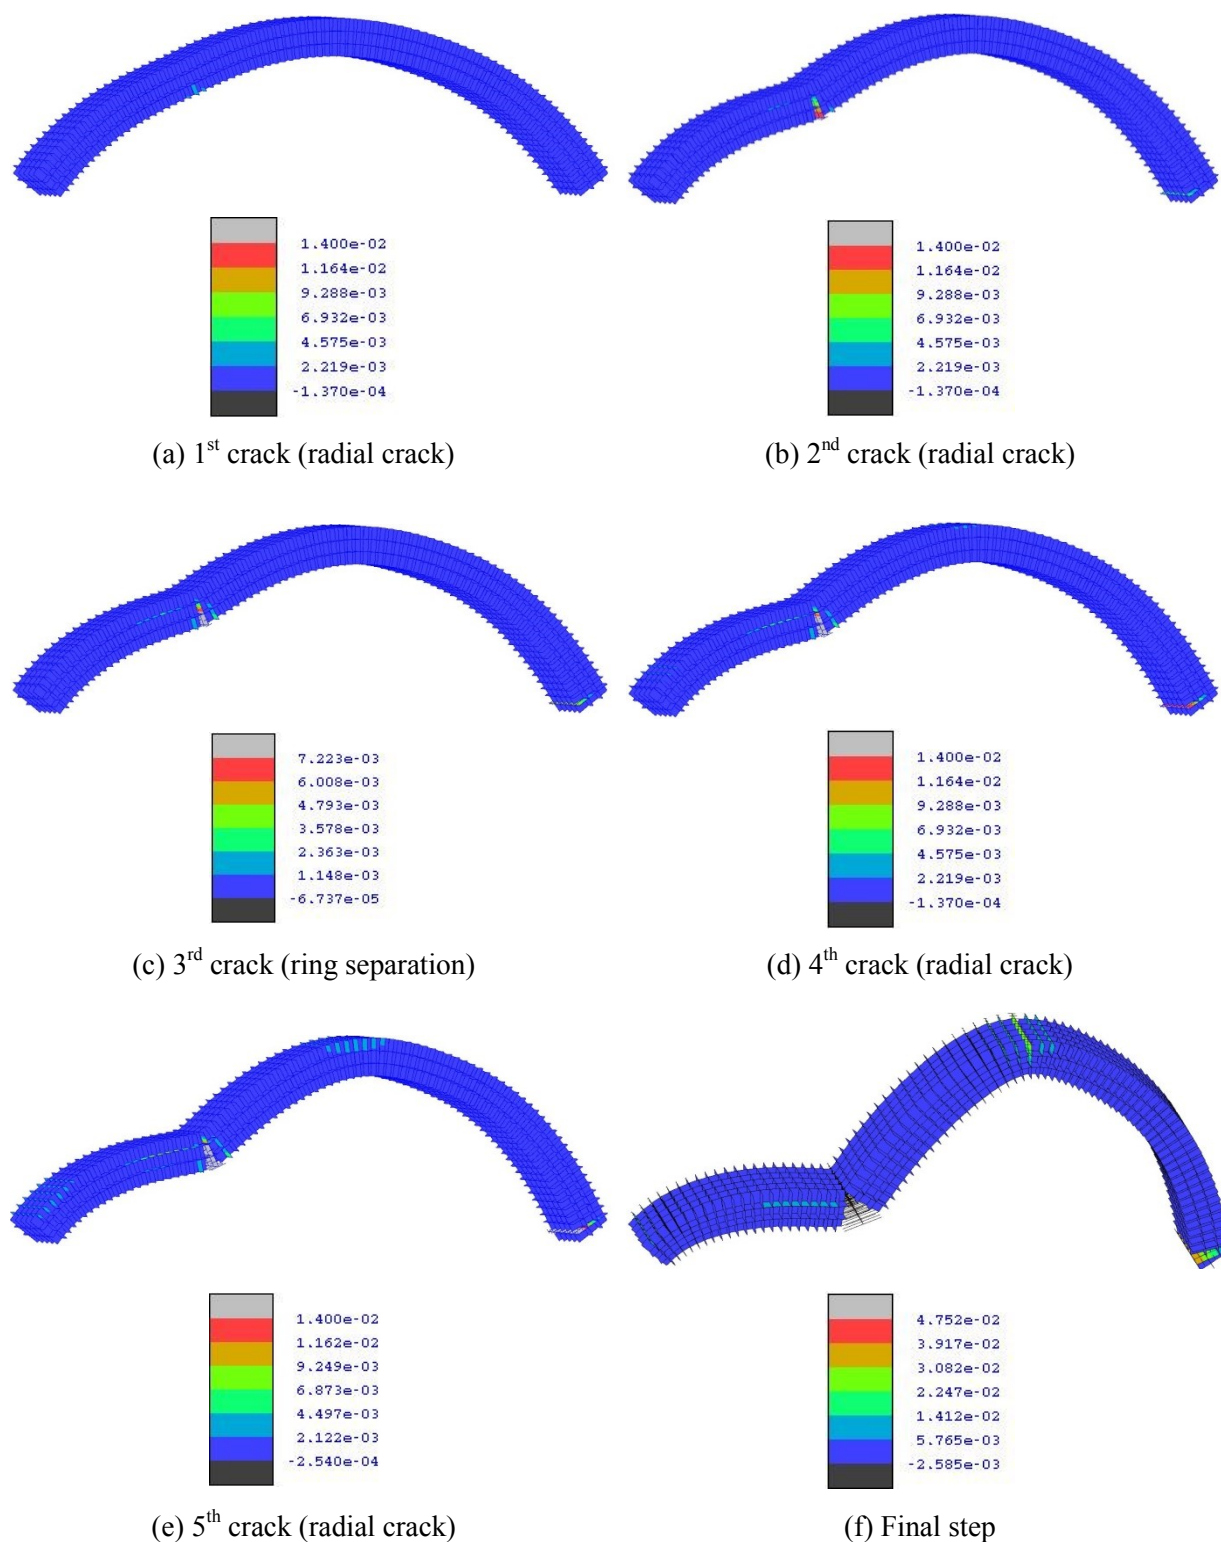 1.400e-02
1.164e-02
9.288e-03
6.932e-03
4.575e-03
2.219e-03
-1.370e-04
(a) 1st crack (radial crack)
1.400e-02
1.164e-02
9.288e-03
6.932e-03
4.575e-03
2.219e-03
-1.370e-04
(b) 2nd crack (radial crack)
7.223e-03
6.008e-03
4.793e-03
3.578e-03
2.363e-03
1.148e-03
-6.737e-05
(c) 3rd crack (ring separation)
1.400e-02
1.164e-02
9.288e-03
6.932e-03
4.575e-03
2.219e-03
-1.370e-04
(d) 4th crack (radial crack)
1.400e-02
1.162e-02
9.249e-03
6.873e-03
4.497e-03
2.122e-03
-2.540e-04
(e) 5th crack (radial crack)
4.752e-02
3.917e-02
3.082e-02
2.247e-02
1.412e-02
5.765e-03
-2.585e-03
(f) Final step